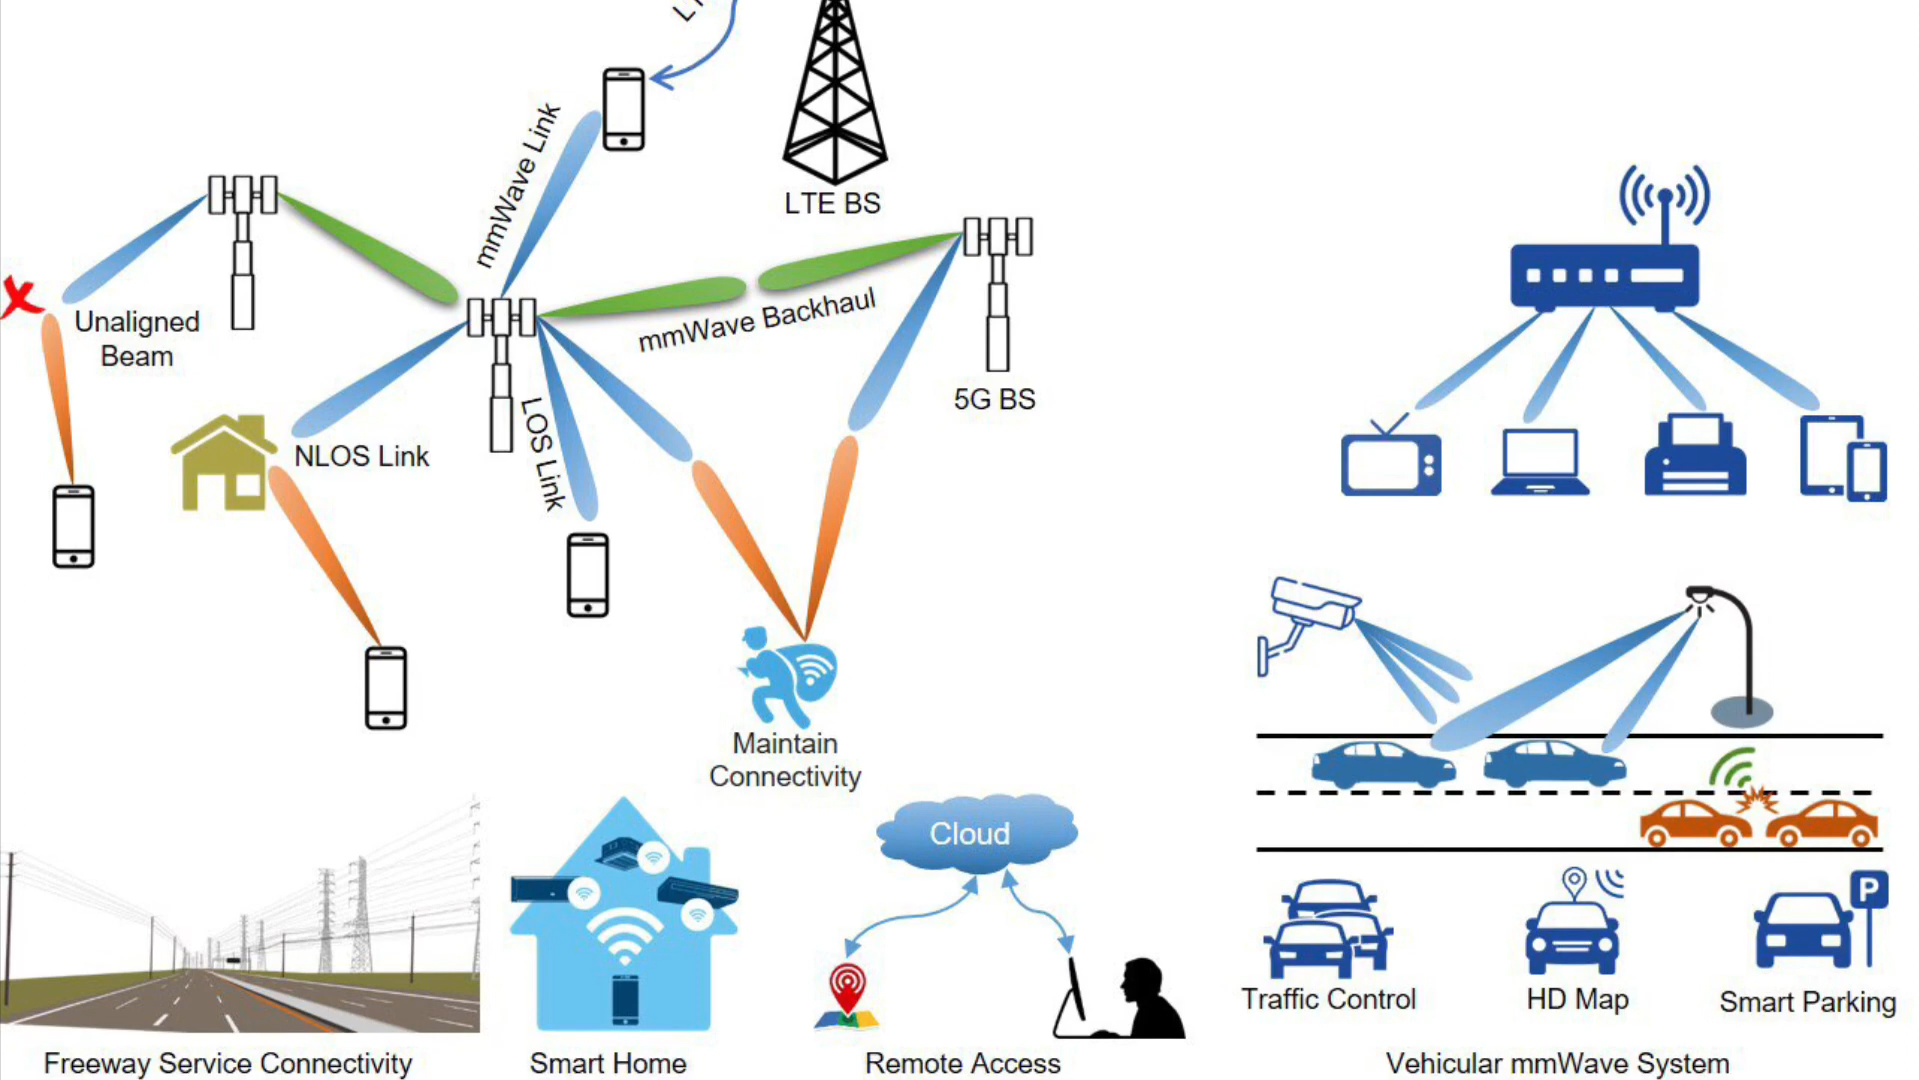 mmWave Link
LTE BS
Unaligned
Beam
mmWave Backhaul
5G BS
NLOS Link
LOS Link
Maintain
Connectivity
Cloud
P
Traffic Control
HD Map
Smart Parking
Freeway Service Connectivity
Smart Home
Remote Access
Vehicular mmWave System